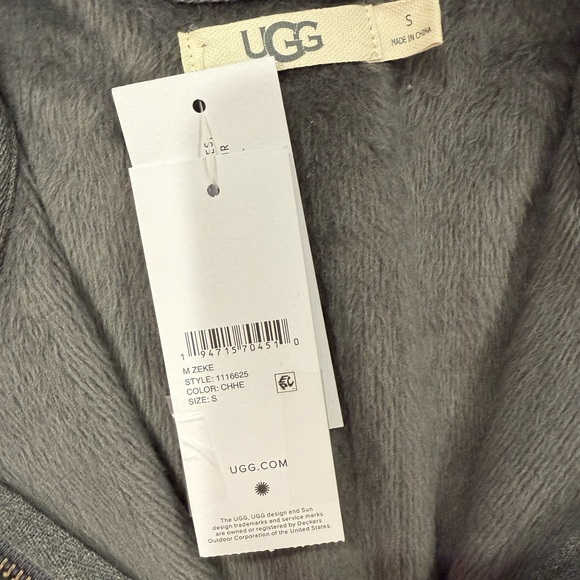 UGG
S
MADE IN CHINA
ES,
IR
1 94715 70451 0
M ZEKE
STYLE: 1116625
COLOR: CHHE
SIZE: S
UGG.COM
The UGG, UGG design and Sun
design trademarks and service marks
are owned or registered by Deckers
Outdoor Corporation of the United States.